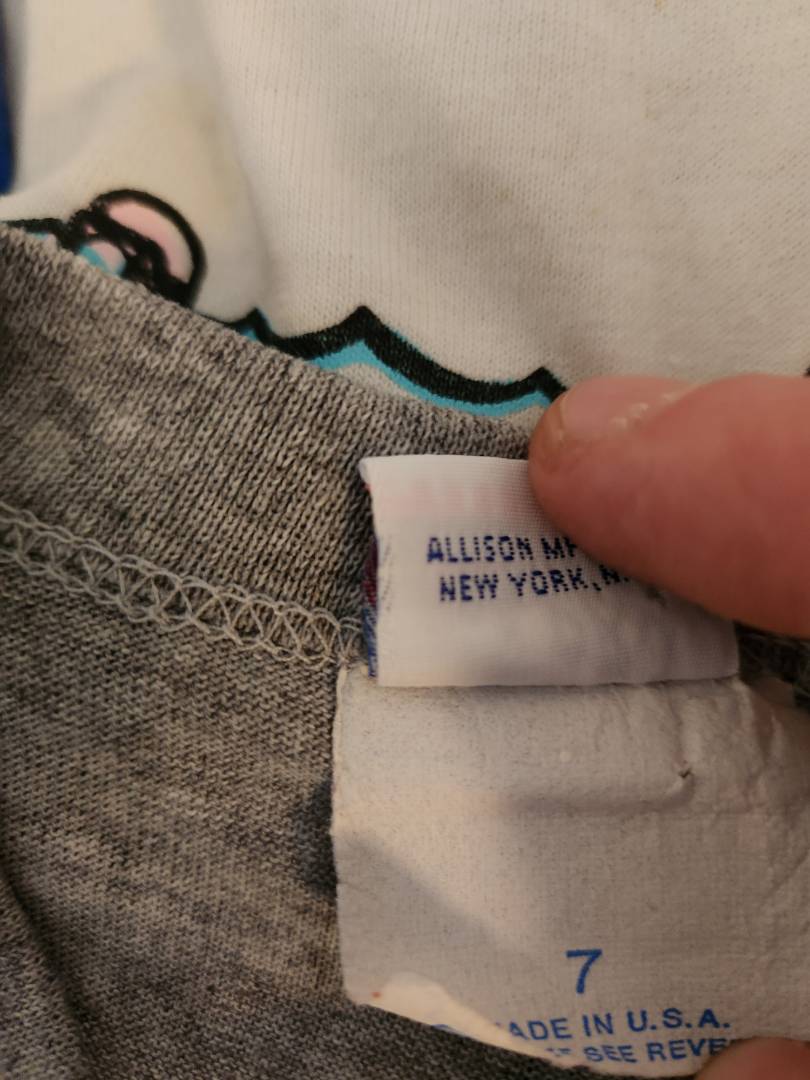 ALLISON
NEW YORK,
7
MADE IN U.S.A.
SEE